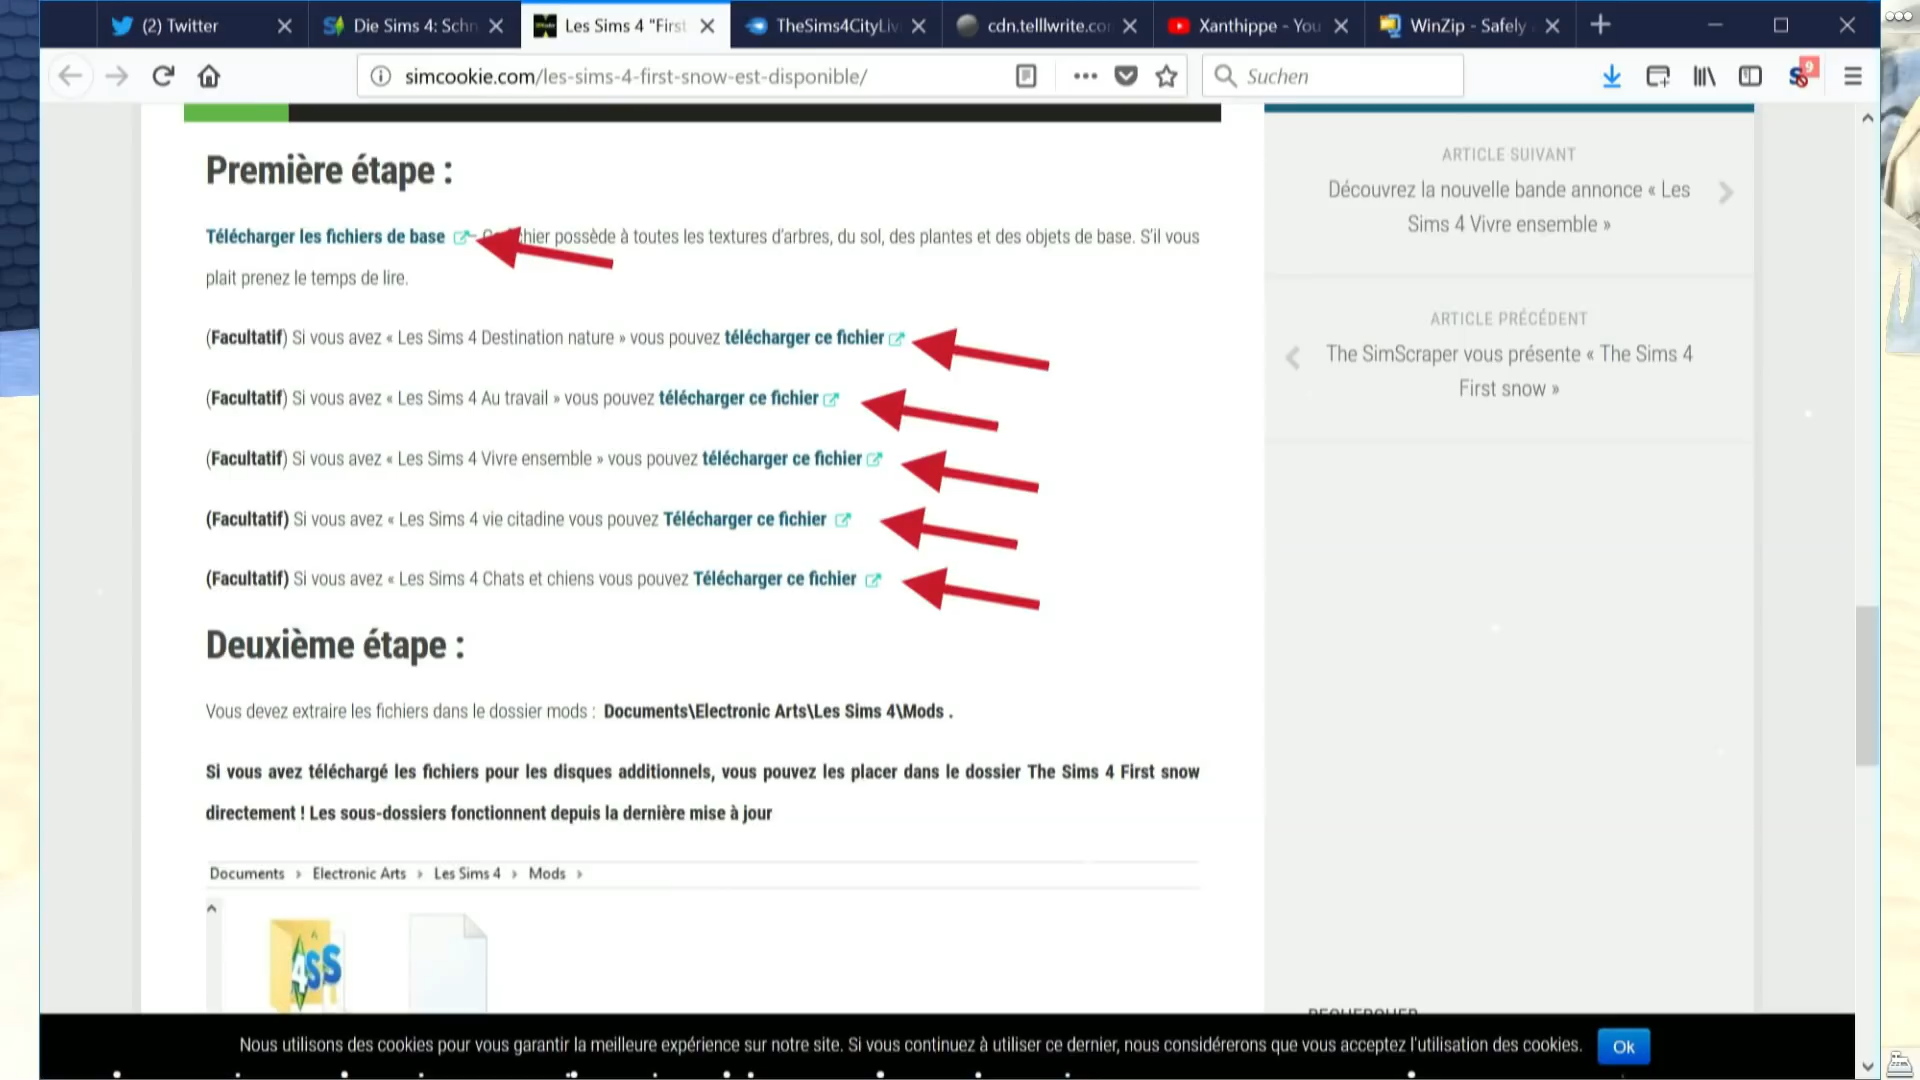 (2) Twitter
Die Sims 4: Schn
Les Sims 4 "First
TheSims4CityLiv
cdn.telllwrite.co
Xanthippe - You
WinZip - Safely
simcookie.com/les-sims-4-first-snow-est-disponible/
Suchen
9
Première étape :
Télécharger les fichiers de base – hier possède à toutes les textures d'arbres, du sol, des plantes et des objets de base. S'il vous
plait prenez le temps de lire.
(Facultatif) Si vous avez « Les Sims 4 Destination nature » vous pouvez télécharger ce fichier
(Facultatif) Si vous avez « Les Sims 4 Au travail » vous pouvez télécharger ce fichier
(Facultatif) Si vous avez « Les Sims 4 Vivre ensemble » vous pouvez télécharger ce fichier
(Facultatif) Si vous avez « Les Sims 4 vie citadine vous pouvez Télécharger ce fichier
(Facultatif) Si vous avez « Les Sims 4 Chats et chiens vous pouvez Télécharger ce fichier
Deuxième étape :
Vous devez extraire les fichiers dans le dossier mods : Documents\Electronic Arts\Les Sims 4\Mods .
Si vous avez téléchargé les fichiers pour les disques additionnels, vous pouvez les placer dans le dossier The Sims 4 First snow
directement ! Les sous-dossiers fonctionnent depuis la dernière mise à jour
Documents › Electronic Arts › Les Sims 4 › Mods ›
4SS
ARTICLE SUIVANT
Découvrez la nouvelle bande annonce « Les
Sims 4 Vivre ensemble »
ARTICLE PRÉCÉDENT
The SimScraper vous présente « The Sims 4
First snow »
RECHERCHER
Nous utilisons des cookies pour vous garantir la meilleure expérience sur notre site. Si vous continuez à utiliser ce dernier, nous considérerons que vous acceptez l'utilisation des cookies.
Ok